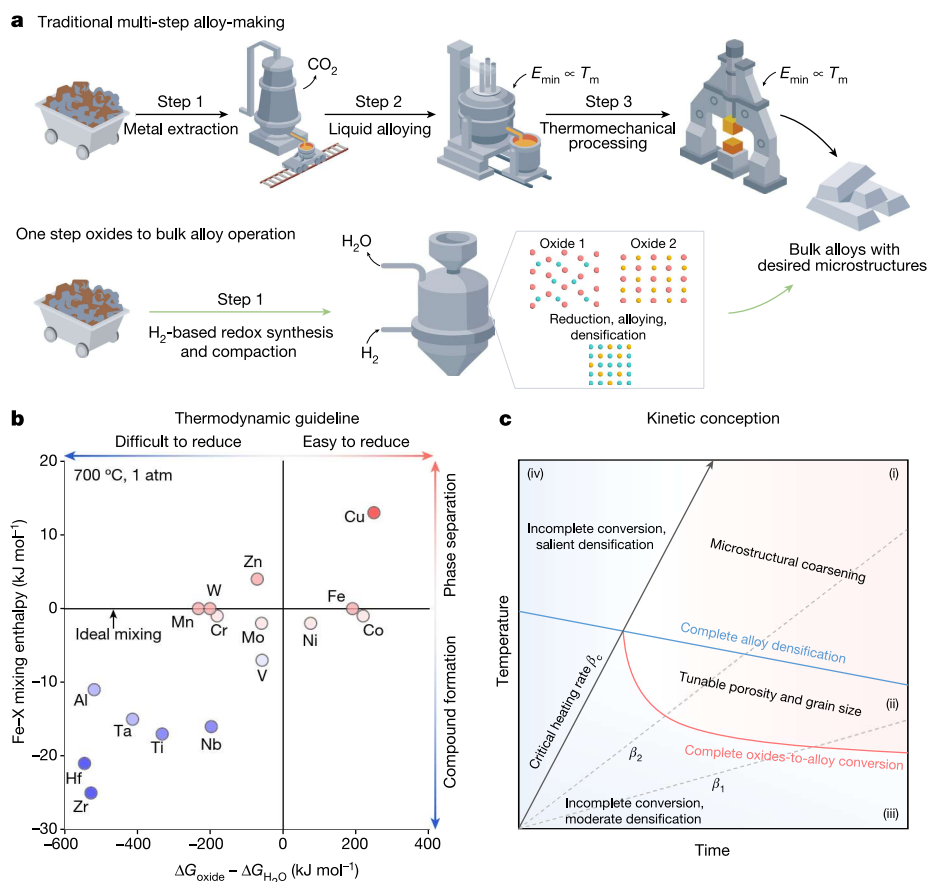 a Traditional multi-step alloy-making
CO₂
E_min ∝ T_m
E_min ∝ T_m
Step 1
Metal extraction
Step 2
Liquid alloying
Step 3
Thermomechanical
processing
One step oxides to bulk alloy operation
H₂O
Step 1
H₂-based redox synthesis
and compaction
H₂
Oxide 1
Oxide 2
Reduction, alloying,
densification
Bulk alloys with
desired microstructures
b Thermodynamic guideline
Difficult to reduce
Easy to reduce
700 °C, 1 atm
Cu
Zn
W
Fe
Mn
Cr
Mo
Ni
Co
V
Ideal mixing
Al
Ta
Ti
Nb
Hf
Zr
20
10
0
−10
−20
−30
−600
−400
−200
0
200
400
Fe–X mixing enthalpy (kJ mol⁻¹)
ΔG_oxide − ΔG_H₂O (kJ mol⁻¹)
Phase separation
Compound formation
c Kinetic conception
(iv)
(i)
Incomplete conversion,
salient densification
Microstructural coarsening
Critical heating rate β_c
Complete alloy densification
Tunable porosity and grain size
(ii)
β₂
Complete oxides-to-alloy conversion
β₁
Incomplete conversion,
moderate densification
(iii)
Temperature
Time